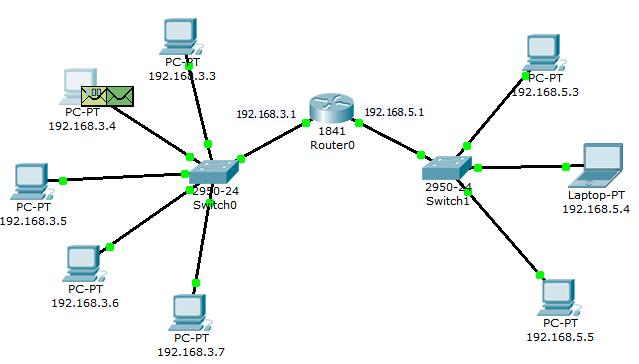 PC-PT
192.168.3.3
PC-PT
192.168.3.4
PC-PT
192.168.3.5
PC-PT
192.168.3.6
PC-PT
192.168.3.7
2950-24
Switch0
192.168.3.1
1841
Router0
192.168.5.1
2950-24
Switch1
PC-PT
192.168.5.3
Laptop-PT
192.168.5.4
PC-PT
192.168.5.5